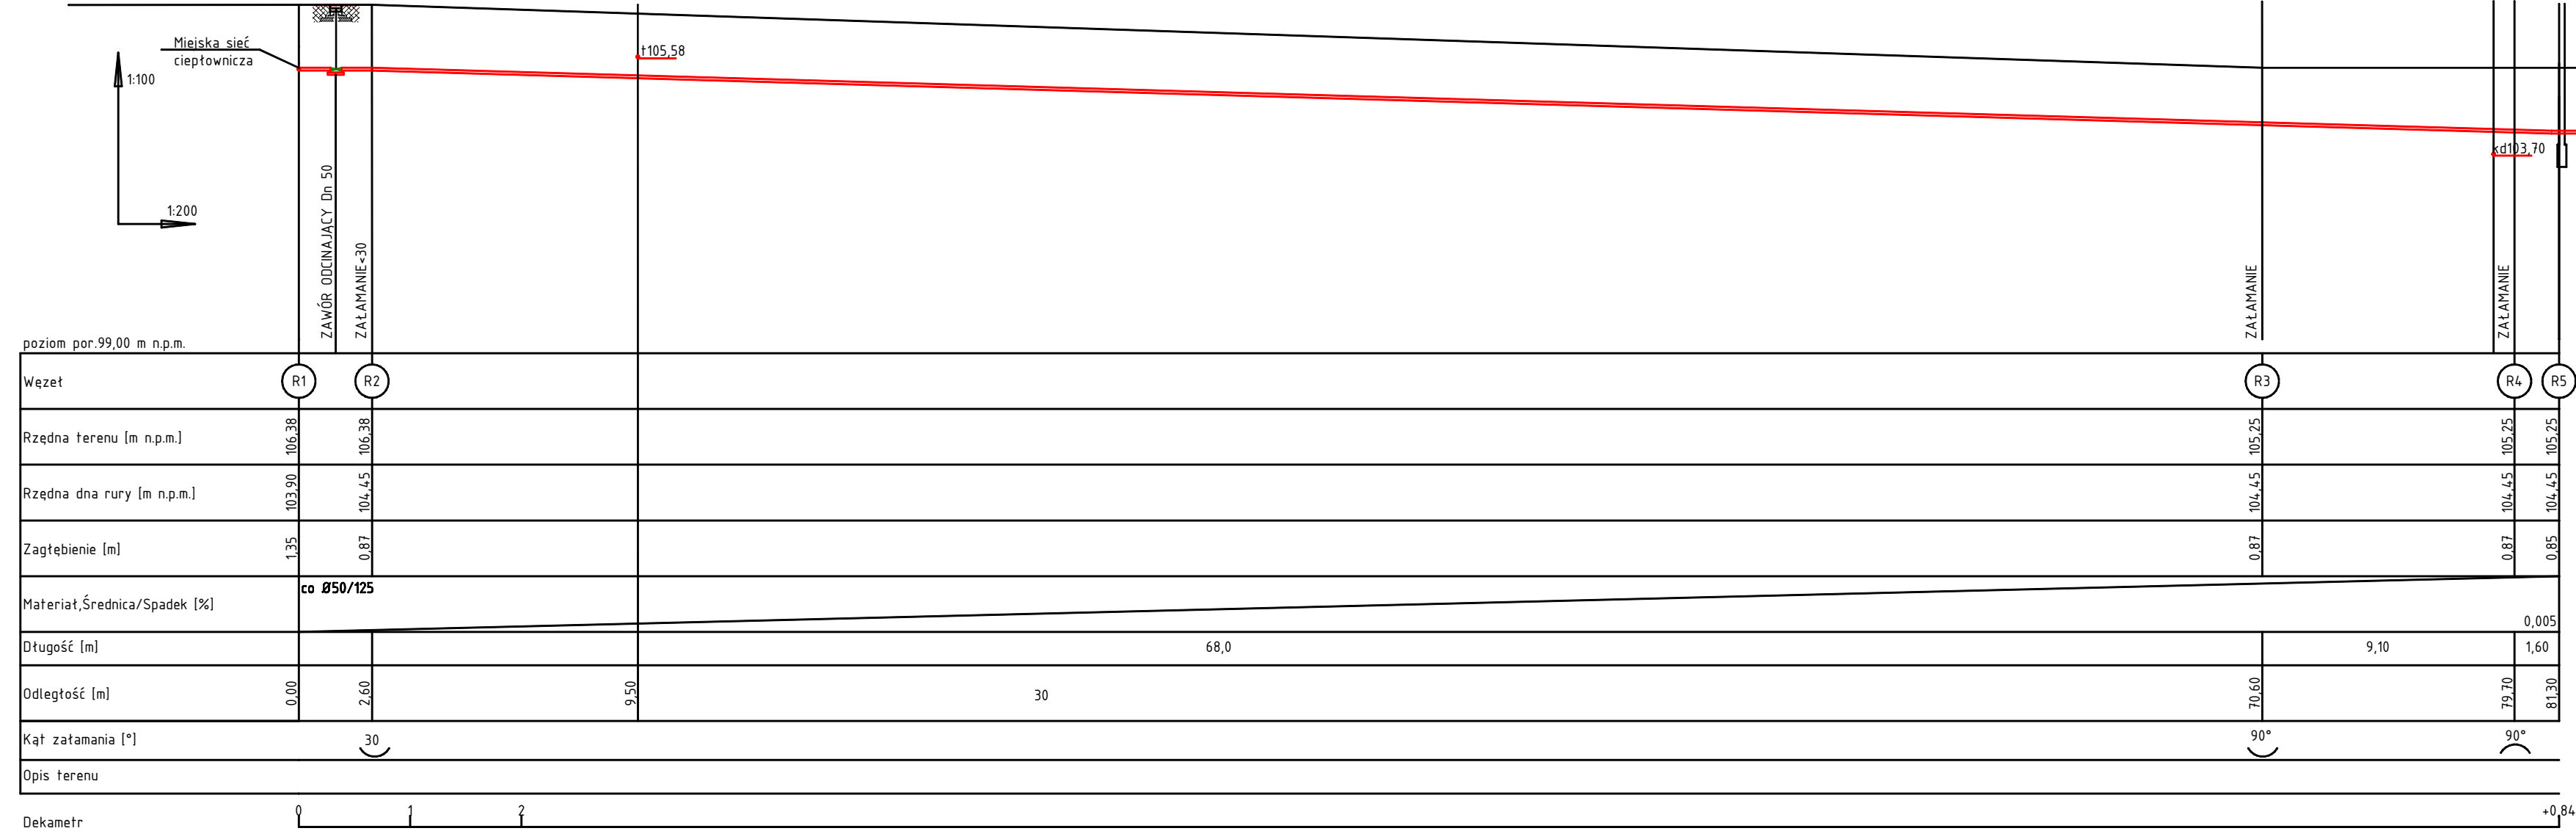 Miejska sieć
ciepłownicza
1:100
1:200
t105,58
kd103,70
ZAWÓR ODCINAJĄCY Dn 50
ZAŁAMANIE<30
ZAŁAMANIE
ZAŁAMANIE
poziom por.99,00 m n.p.m.
Węzeł R1 R2 R3 R4 R5
Rzędna terenu [m n.p.m.] 106,38 106,38 105,25 105,25 105,25
Rzędna dna rury [m n.p.m.] 103,90 104,45 104,45 104,45 104,45
Zagłębienie [m] 1,35 0,87 0,87 0,87 0,85
co Ø50/125
Materiał,Średnica/Spadek [%] 0,005
Długość [m] 68,0 9,10 1,60
Odległość [m] 0,00 2,60 9,50 30 70,60 79,70 81,30
Kąt załamania [°] 30 90° 90°
Opis terenu
Dekametr 0 1 2 +0,84